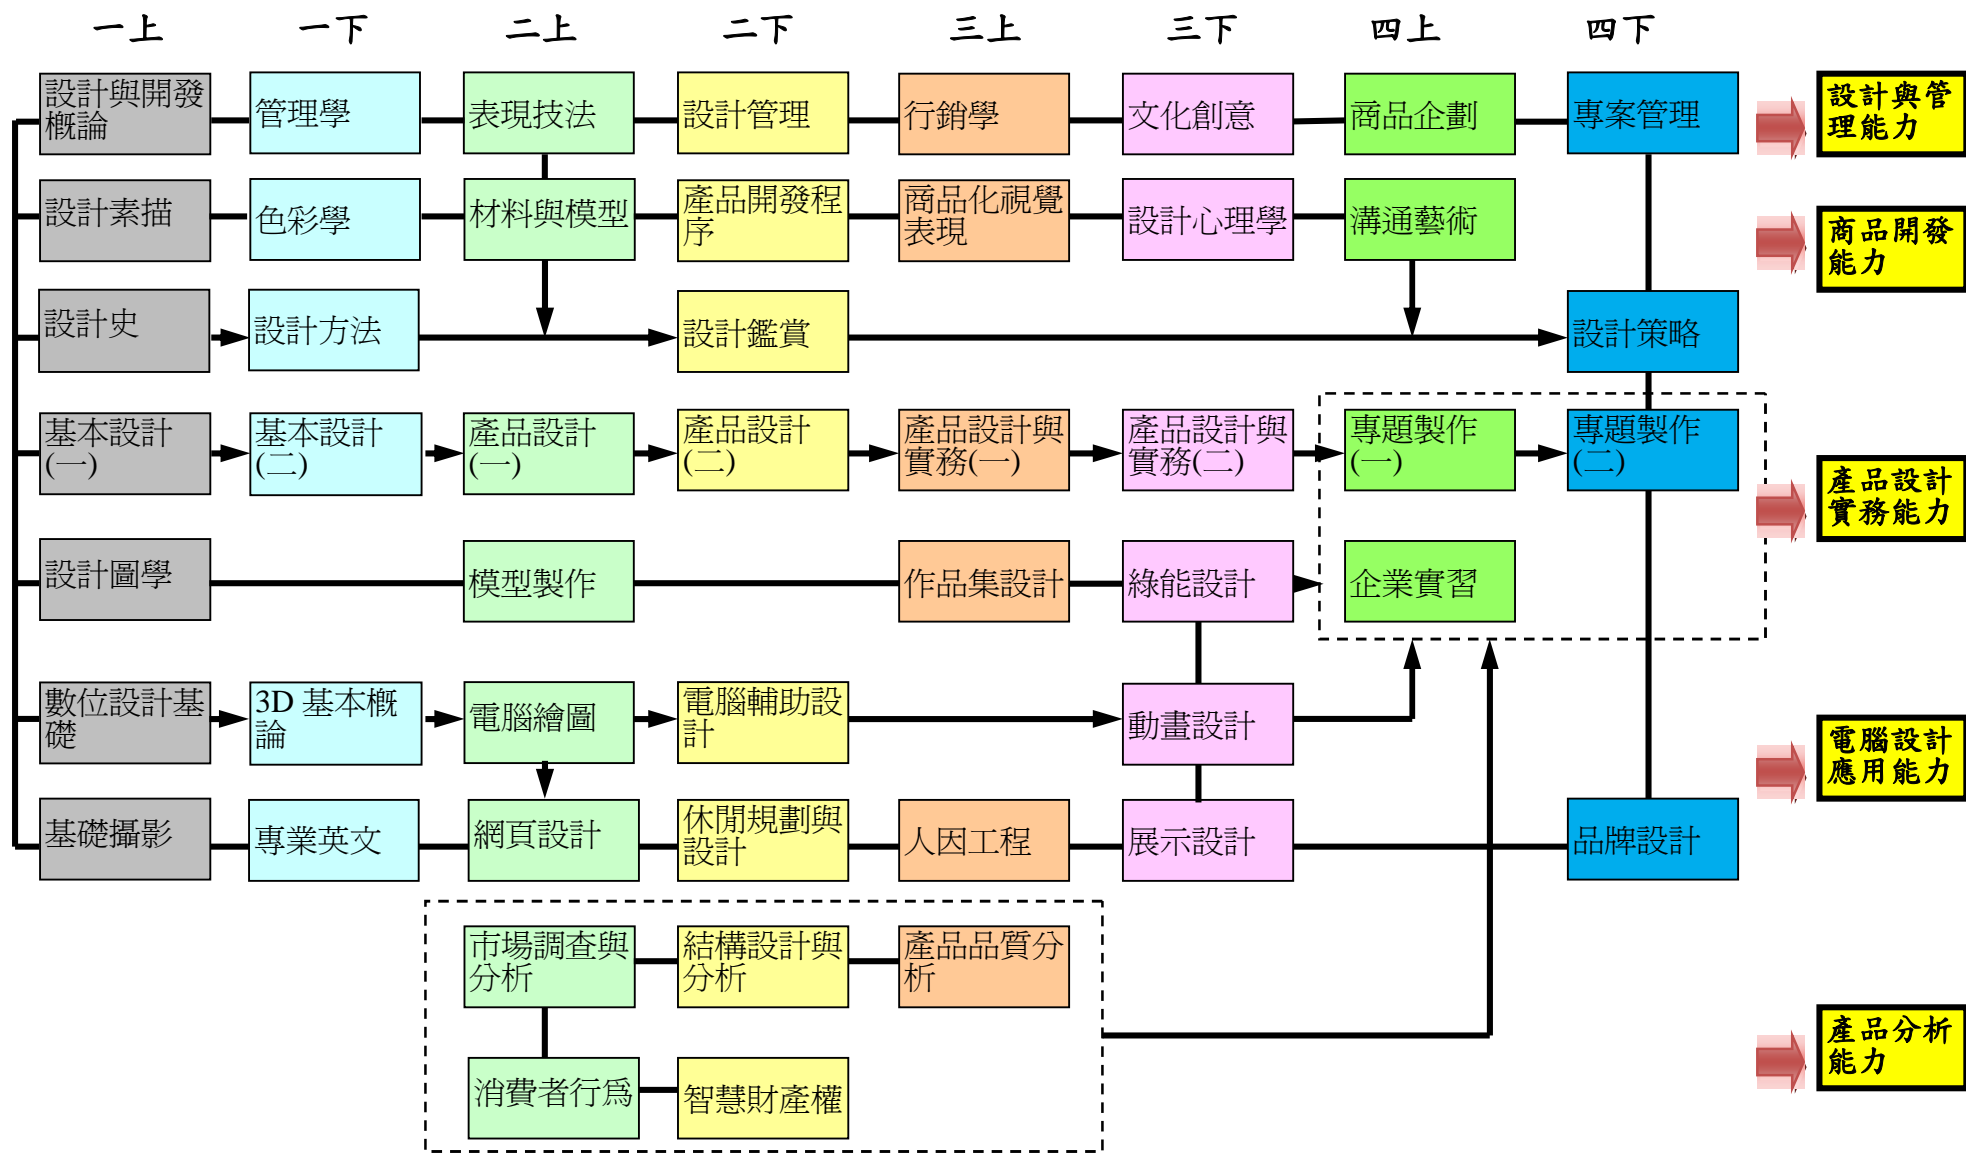 一上 一下 二上 二下 三上 三下 四上 四下
設計與開發
概論
管理學
表現技法
設計管理
行銷學
文化創意
商品企劃
專案管理
設計與管
理能力
設計素描
色彩學
材料與模型
產品開發程
序
商品化視覺
表現
設計心理學
溝通藝術
商品開發
能力
設計史
設計方法
設計鑑賞
設計策略
基本設計
(一)
基本設計
(二)
產品設計
(一)
產品設計
(二)
產品設計與
實務(一)
產品設計與
實務(二)
專題製作
(一)
專題製作
(二)
產品設計
實務能力
設計圖學
模型製作
作品集設計
綠能設計
企業實習
數位設計基
礎
3D 基本概
論
電腦繪圖
電腦輔助設
計
動畫設計
電腦設計
應用能力
基礎攝影
專業英文
網頁設計
休閒規劃與
設計
人因工程
展示設計
品牌設計
市場調查與
分析
結構設計與
分析
產品品質分
析
產品分析
能力
消費者行為
智慧財產權